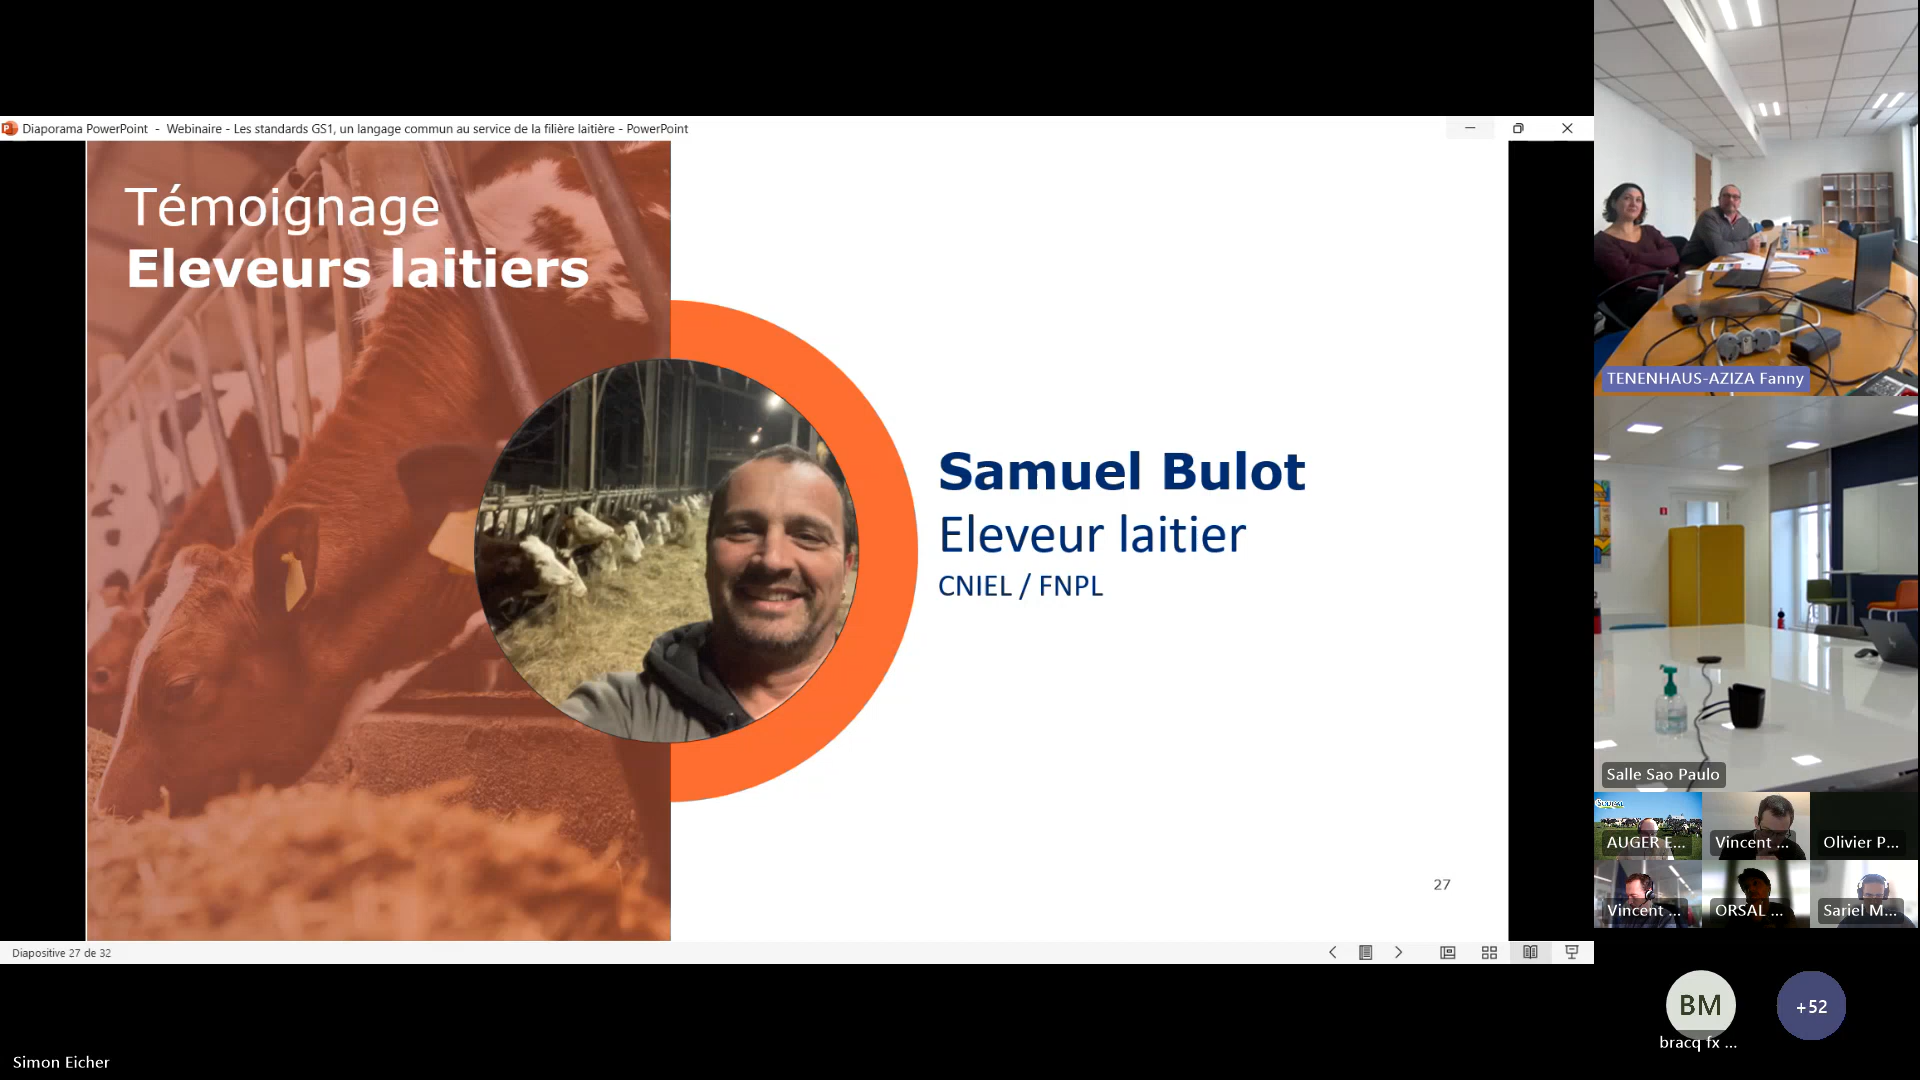 Diaporama PowerPoint - Webinaire - Les standards GS1, un langage commun au service de la filière laitière - PowerPoint
Témoignage
Eleveurs laitiers
Samuel Bulot
Eleveur laitier
CNIEL / FNPL
27
Diapositive 27 de 32
Simon Eicher
TENENHAUS-AZIZA Fanny
Salle Sao Paulo
AUGER E...
Vincent ...
Olivier P...
Vincent ...
ORSAL ...
Sariel M...
BM
+52
bracq fx ...